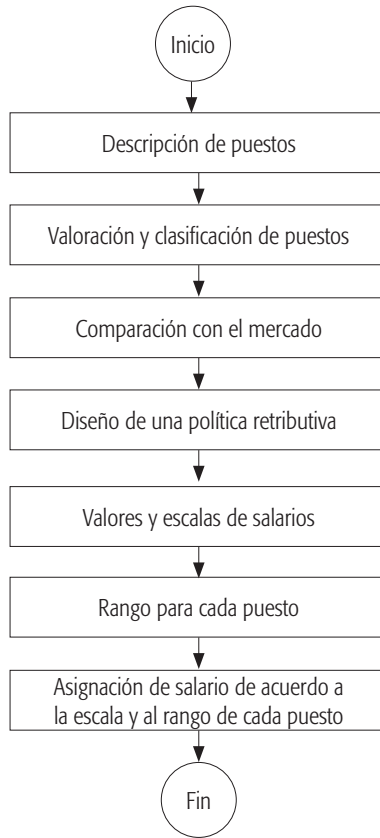 Inicio
Descripción de puestos
Valoración y clasificación de puestos
Comparación con el mercado
Diseño de una política retributiva
Valores y escalas de salarios
Rango para cada puesto
Asignación de salario de acuerdo a
la escala y al rango de cada puesto
Fin